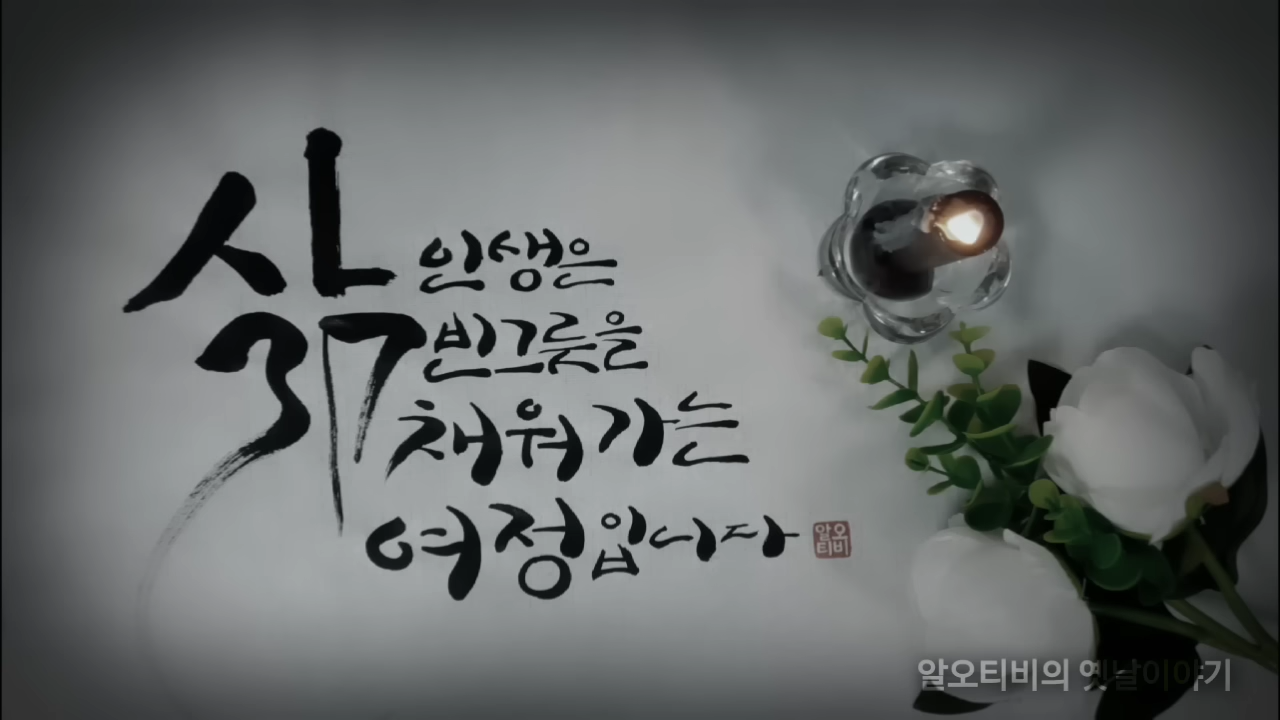 삶
인생은
빈그릇을
채워가는
여정입니다
알오
티비
알오티비의 옛날이야기